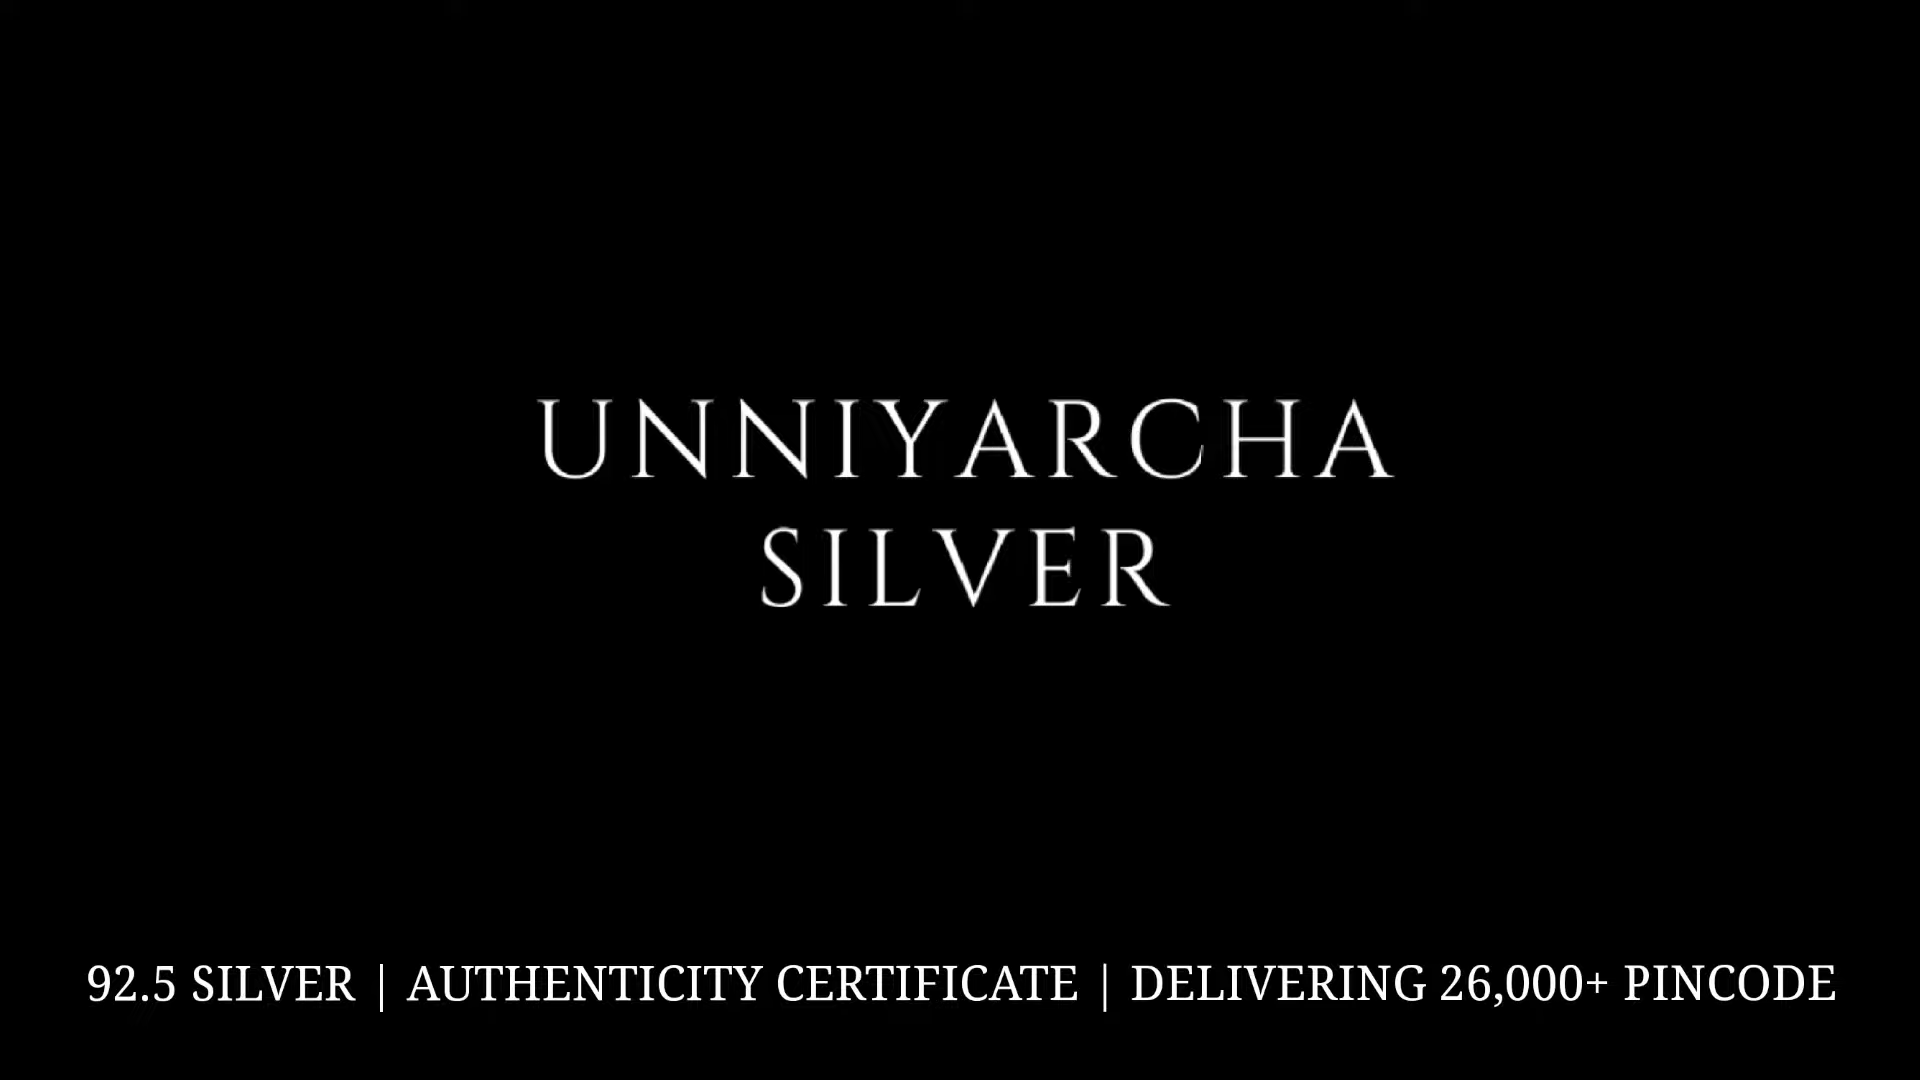 UNNIYARCHA
SILVER
92.5 SILVER | AUTHENTICITY CERTIFICATE | DELIVERING 26,000+ PINCODE